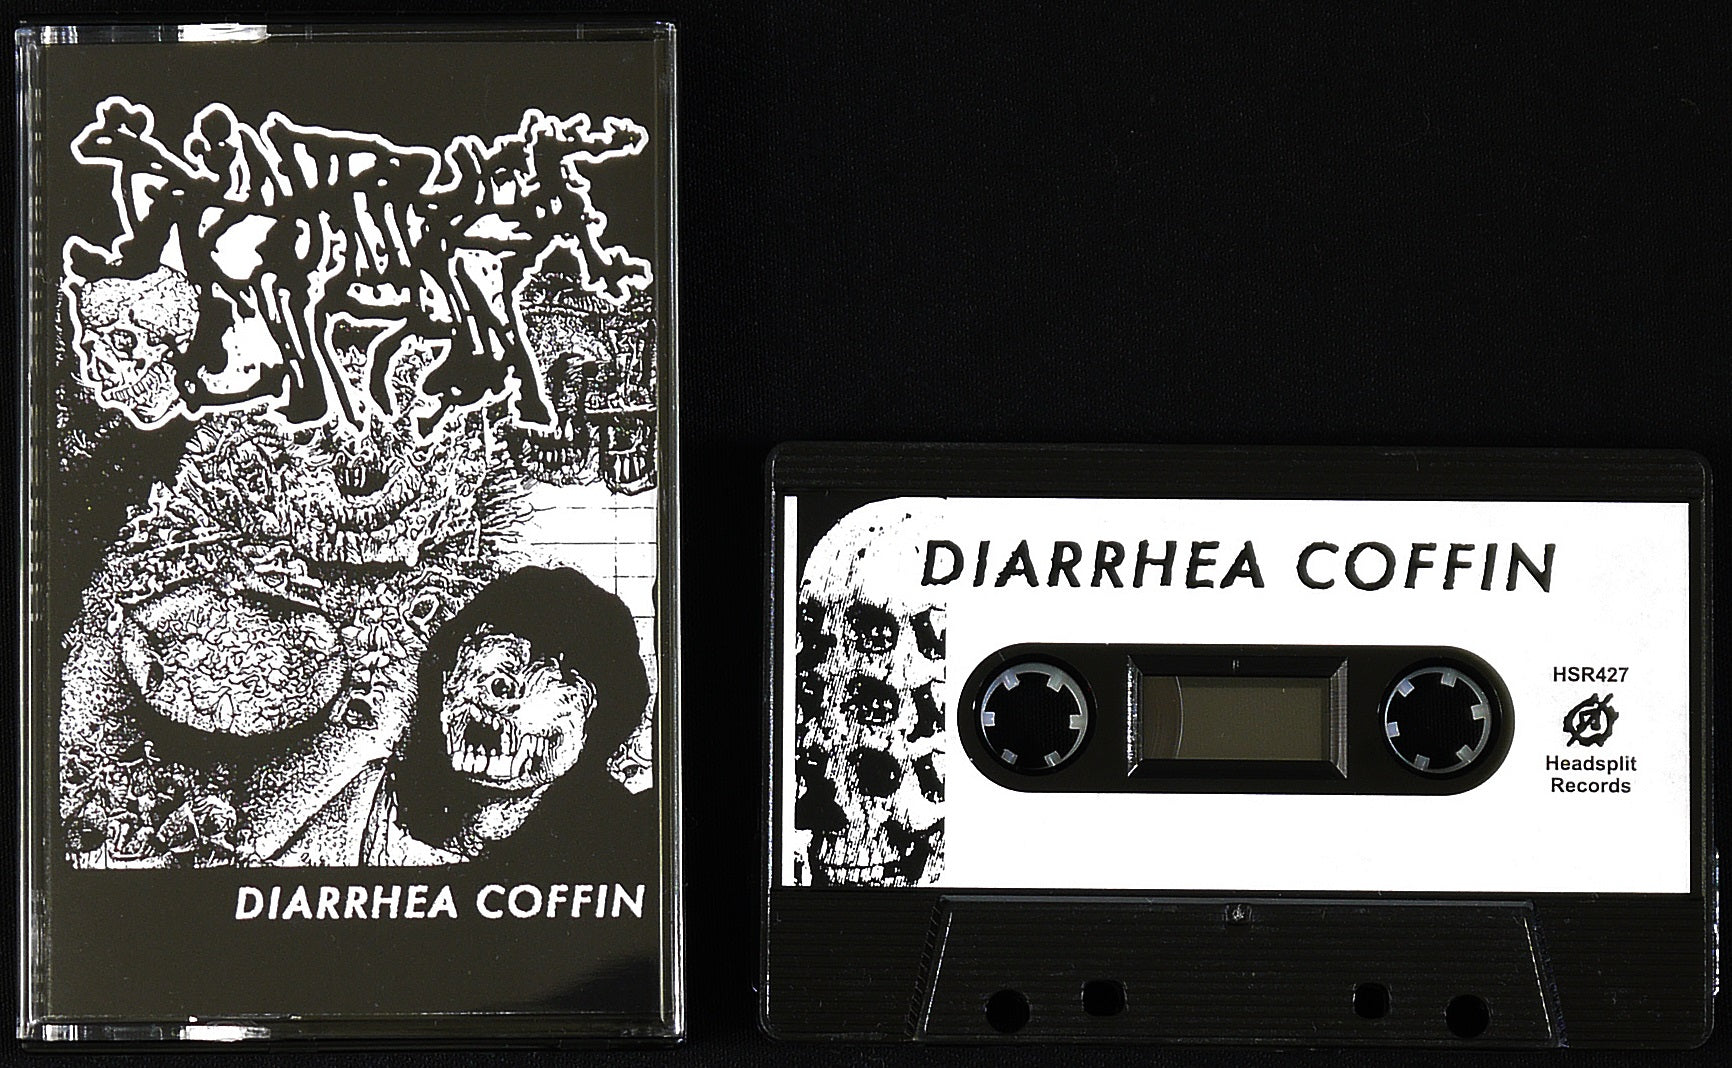 DIARRHEA COFFIN
DIARRHEA COFFIN
HSR427
Headsplit
Records